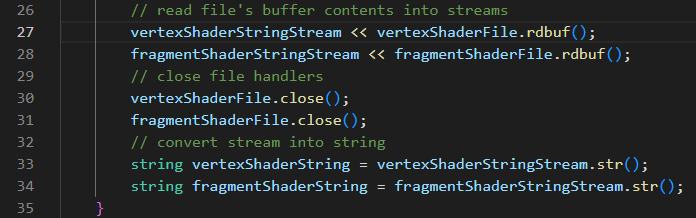 26 // read file's buffer contents into streams
27 vertexShaderStringStream << vertexShaderFile.rdbuf();
28 fragmentShaderStringStream << fragmentShaderFile.rdbuf();
29 // close file handlers
30 vertexShaderFile.close();
31 fragmentShaderFile.close();
32 // convert stream into string
33 string vertexShaderString = vertexShaderStringStream.str();
34 string fragmentShaderString = fragmentShaderStringStream.str();
35 }